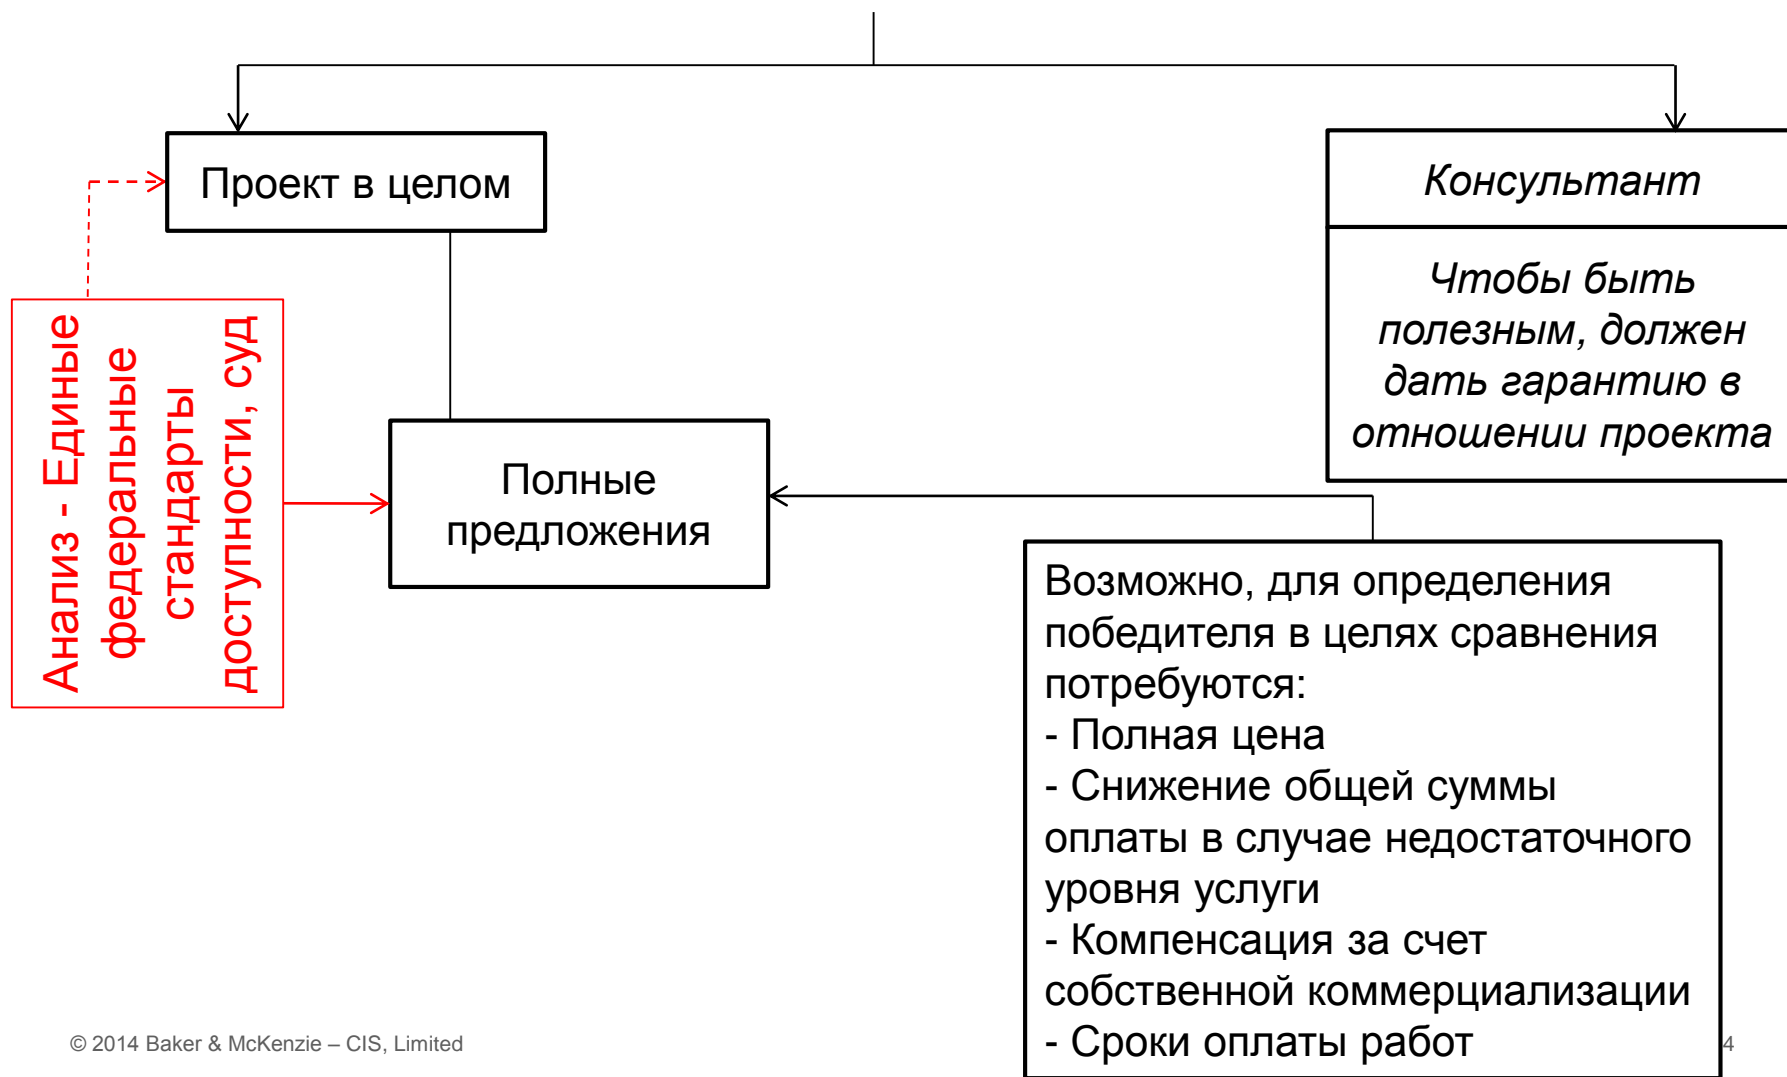 Проект в целом
Консультант
Чтобы быть
полезным, должен
дать гарантию в
отношении проекта
Анализ - Единые
федеральные
стандарты
доступности, суд
Полные
предложения
Возможно, для определения
победителя в целях сравнения
потребуются:
- Полная цена
- Снижение общей суммы
оплаты в случае недостаточного
уровня услуги
- Компенсация за счет
собственной коммерциализации
- Сроки оплаты работ
© 2014 Baker & McKenzie – CIS, Limited
4